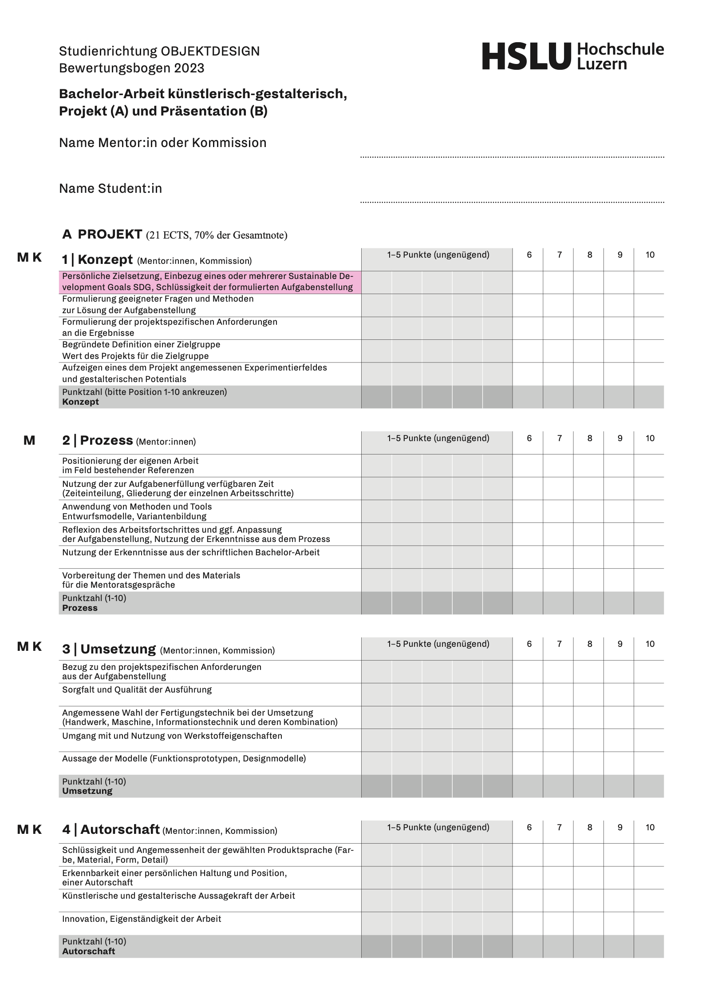 Studienrichtung OBJEKTDESIGN
Bewertungsbogen 2023
HSLU Hochschule
Luzern
Bachelor-Arbeit künstlerisch-gestalterisch,
Projekt (A) und Präsentation (B)
Name Mentor:in oder Kommission
Name Student:in
A PROJEKT (21 ECTS, 70% der Gesamtnote)
M K 1 | Konzept (Mentor:innen, Kommission) 1–5 Punkte (ungenügend) 6 7 8 9 10
Persönliche Zielsetzung, Einbezug eines oder mehrerer Sustainable De-
velopment Goals SDG, Schlüssigkeit der formulierten Aufgabenstellung
Formulierung geeigneter Fragen und Methoden
zur Lösung der Aufgabenstellung
Formulierung der projektspezifischen Anforderungen
an die Ergebnisse
Begründete Definition einer Zielgruppe
Wert des Projekts für die Zielgruppe
Aufzeigen eines dem Projekt angemessenen Experimentierfeldes
und gestalterischen Potentials
Punktzahl (bitte Position 1-10 ankreuzen)
Konzept
M 2 | Prozess (Mentor:innen) 1–5 Punkte (ungenügend) 6 7 8 9 10
Positionierung der eigenen Arbeit
im Feld bestehender Referenzen
Nutzung der zur Aufgabenerfüllung verfügbaren Zeit
(Zeiteinteilung, Gliederung der einzelnen Arbeitsschritte)
Anwendung von Methoden und Tools
Entwurfsmodelle, Variantenbildung
Reflexion des Arbeitsfortschrittes und ggf. Anpassung
der Aufgabenstellung, Nutzung der Erkenntnisse aus dem Prozess
Nutzung der Erkenntnisse aus der schriftlichen Bachelor-Arbeit
Vorbereitung der Themen und des Materials
für die Mentoratsgespräche
Punktzahl (1-10)
Prozess
M K 3 | Umsetzung (Mentor:innen, Kommission) 1–5 Punkte (ungenügend) 6 7 8 9 10
Bezug zu den projektspezifischen Anforderungen
aus der Aufgabenstellung
Sorgfalt und Qualität der Ausführung
Angemessene Wahl der Fertigungstechnik bei der Umsetzung
(Handwerk, Maschine, Informationstechnik und deren Kombination)
Umgang mit und Nutzung von Werkstoffeigenschaften
Aussage der Modelle (Funktionsprototypen, Designmodelle)
Punktzahl (1-10)
Umsetzung
M K 4 | Autorschaft (Mentor:innen, Kommission) 1–5 Punkte (ungenügend) 6 7 8 9 10
Schlüssigkeit und Angemessenheit der gewählten Produktsprache (Far-
be, Material, Form, Detail)
Erkennbarkeit einer persönlichen Haltung und Position,
einer Autorschaft
Künstlerische und gestalterische Aussagekraft der Arbeit
Innovation, Eigenständigkeit der Arbeit
Punktzahl (1-10)
Autorschaft